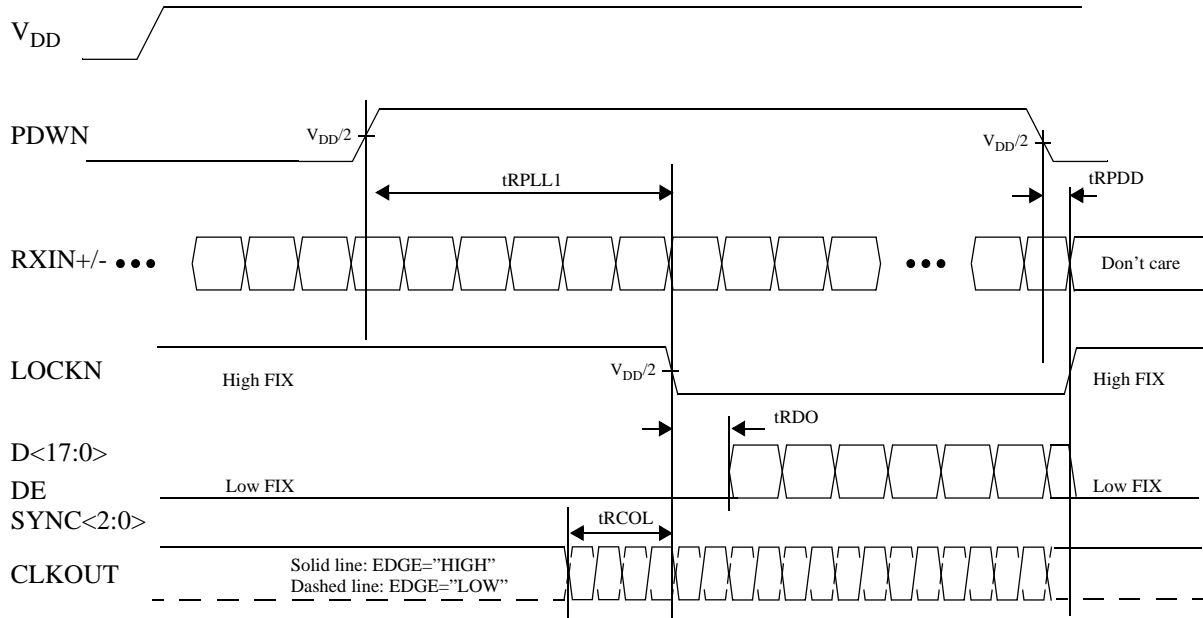 VDD
PDWN
VDD/2
VDD/2
tRPLL1
tRPDD
RXIN+/-
Don't care
LOCKN
High FIX
VDD/2
High FIX
tRDO
D<17:0>
DE
Low FIX
Low FIX
SYNC<2:0>
tRCOL
CLKOUT
Solid line: EDGE=”HIGH”
Dashed line: EDGE=”LOW”